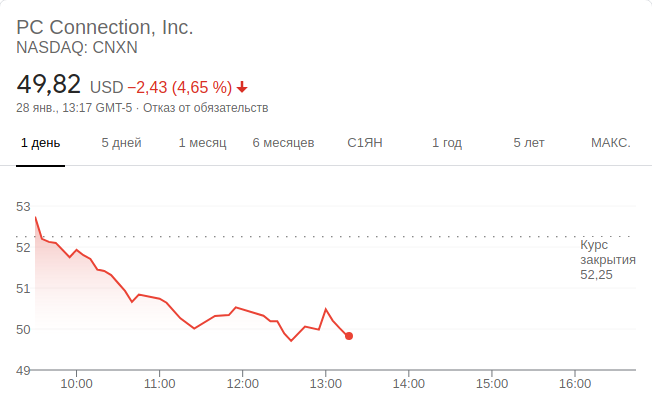 PC Connection, Inc.
NASDAQ: CNXN
49,82 USD −2,43 (4,65 %)
28 янв., 13:17 GMT-5 · Отказ от обязательств
1 день 5 дней 1 месяц 6 месяцев С1ЯН 1 год 5 лет МАКС.
53
52
51
50
49
Курс
закрытия
52,25
10:00 11:00 12:00 13:00 14:00 15:00 16:00